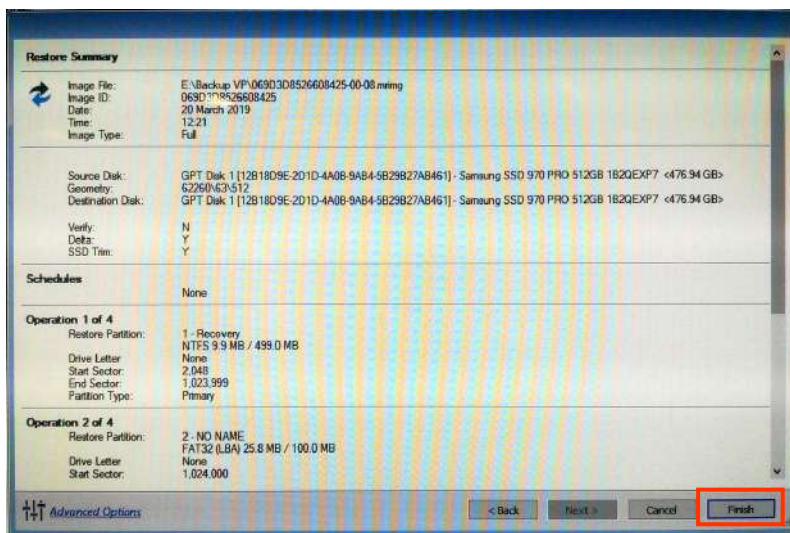 Restore Summary
Image File: E:\Backup VP\069D3D8526608425-00-08.mrimg
Image ID: 069D3D8526608425
Date: 20 March 2019
Time: 12:21
Image Type: Full
Source Disk: GPT Disk 1 [12B18D9E-2D1D-4A0B-9AB4-5B29B27AB461] - Samsung SSD 970 PRO 512GB 1B2QEXP7 <476.94 GB>
Geometry: 62260\63\512
Destination Disk: GPT Disk 1 [12B18D9E-2D1D-4A0B-9AB4-5B29B27AB461] - Samsung SSD 970 PRO 512GB 1B2QEXP7 <476.94 GB>
Verify: N
Delta: Y
SSD Trim: Y
Schedules
None
Operation 1 of 4
Restore Partition: 1 - Recovery
NTFS 9.9 MB / 499.0 MB
Drive Letter None
Start Sector: 2,048
End Sector: 1,023,999
Partition Type: Primary
Operation 2 of 4
Restore Partition: 2 - NO NAME
FAT32 (LBA) 25.8 MB / 100.0 MB
Drive Letter None
Start Sector: 1,024,000
Advanced Options
< Back Next > Cancel Finish